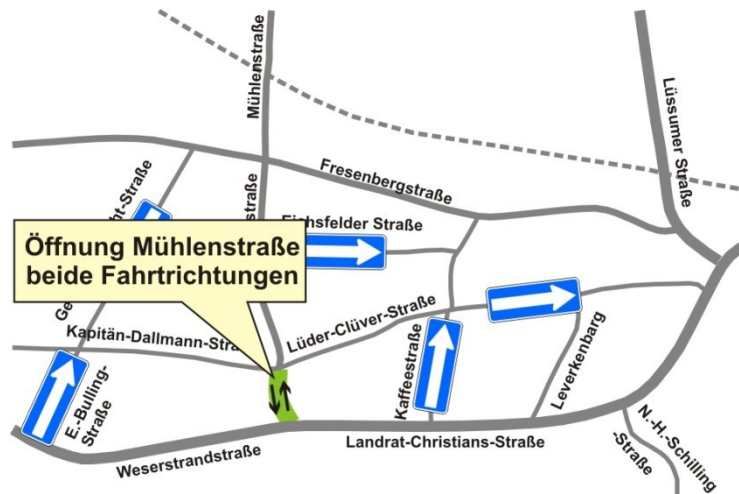 Mühlenstraße
Lüssumer Straße
Fresenbergstraße
straße
Eichsfelder Straße
Öffnung Mühlenstraße
beide Fahrtrichtungen
Kapitän-Dallmann-Stra
Lüder-Clüver-Straße
Kaffeestraße
Leverkenbarg
E.-Bulling-
Straße
Weserstrandstraße
Landrat-Christians-Straße
N.-H.-Schilling
-Straße